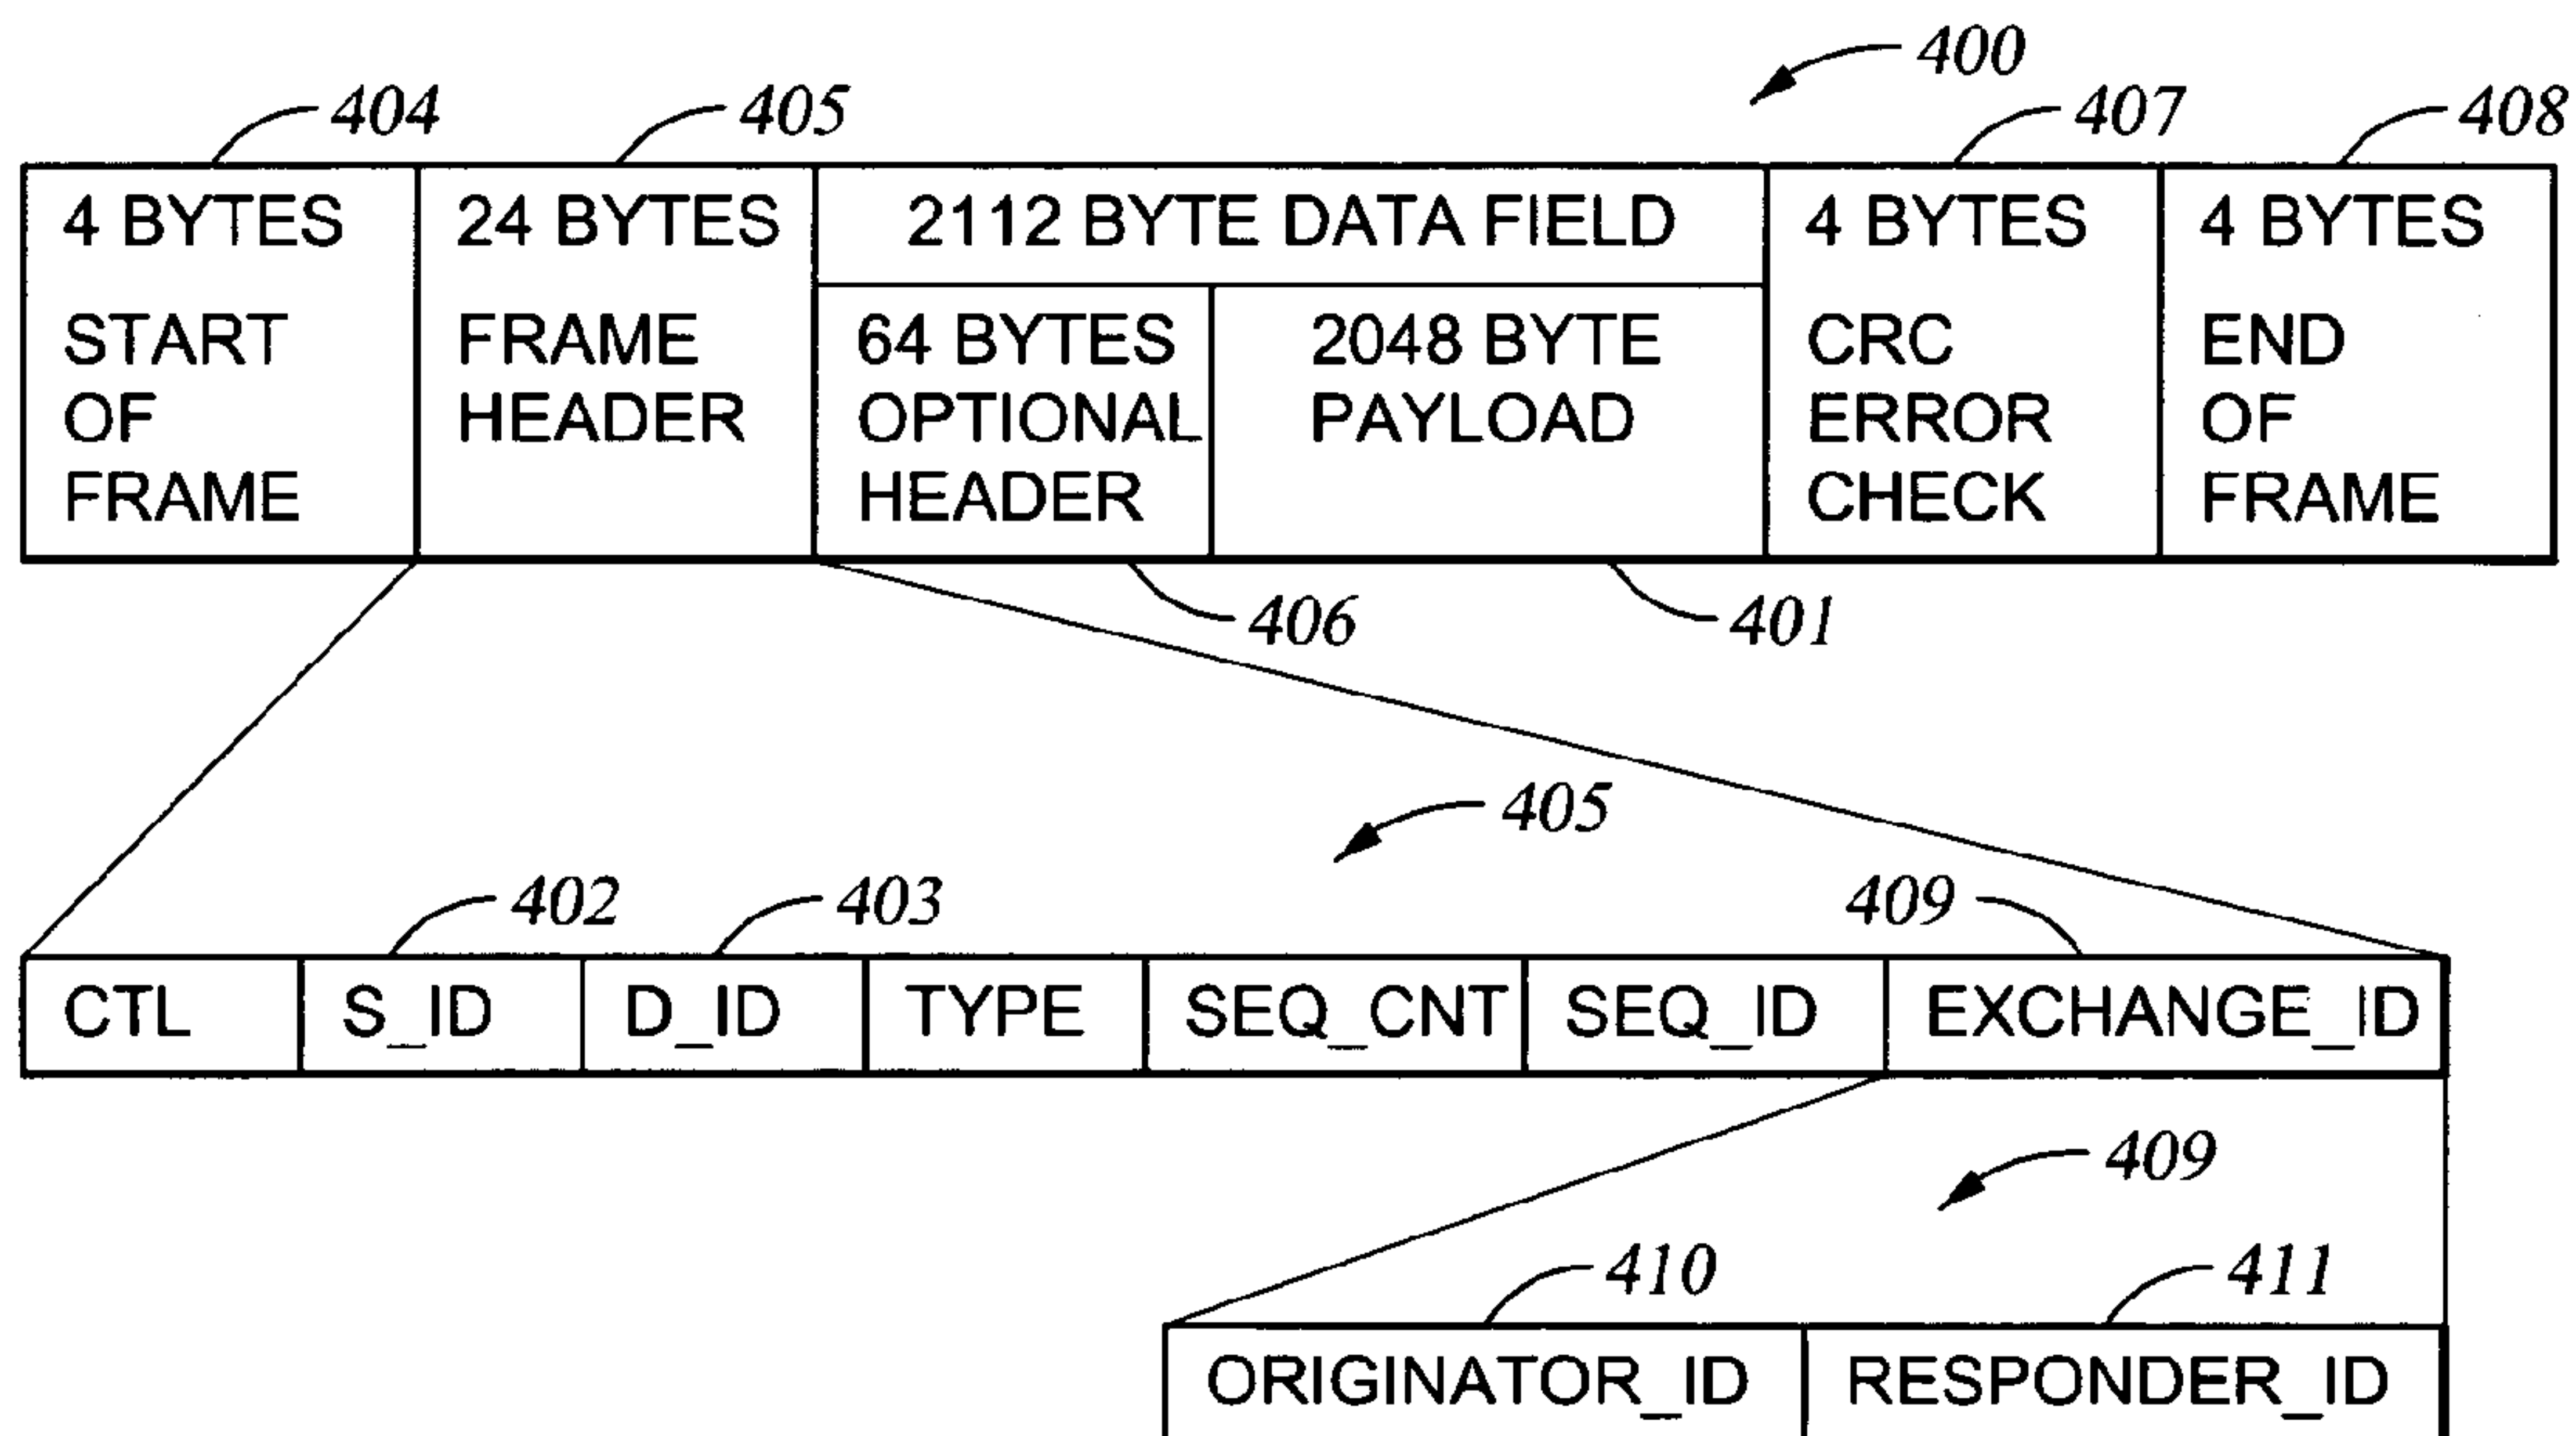 400
404
405
407
408
4 BYTES
START
OF
FRAME
24 BYTES
FRAME
HEADER
2112 BYTE DATA FIELD
64 BYTES
OPTIONAL
HEADER
2048 BYTE
PAYLOAD
4 BYTES
CRC
ERROR
CHECK
4 BYTES
END
OF
FRAME
406
401
405
402
403
409
CTL
S_ID
D_ID
TYPE
SEQ_CNT
SEQ_ID
EXCHANGE_ID
409
410
411
ORIGINATOR_ID
RESPONDER_ID